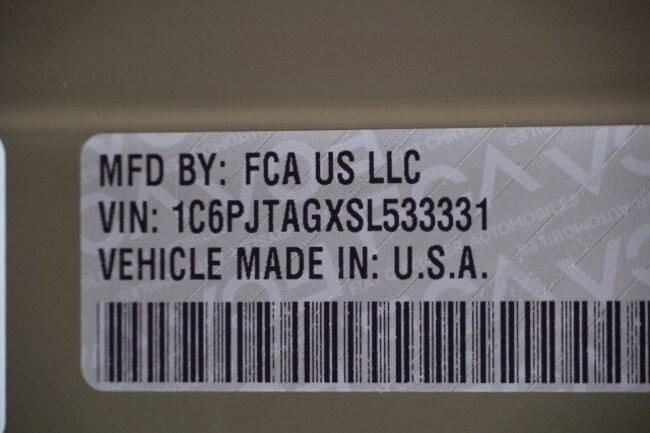 MFD BY: FCA US LLC
VIN: 1C6PJTAGXSL533331
VEHICLE MADE IN: U.S.A.